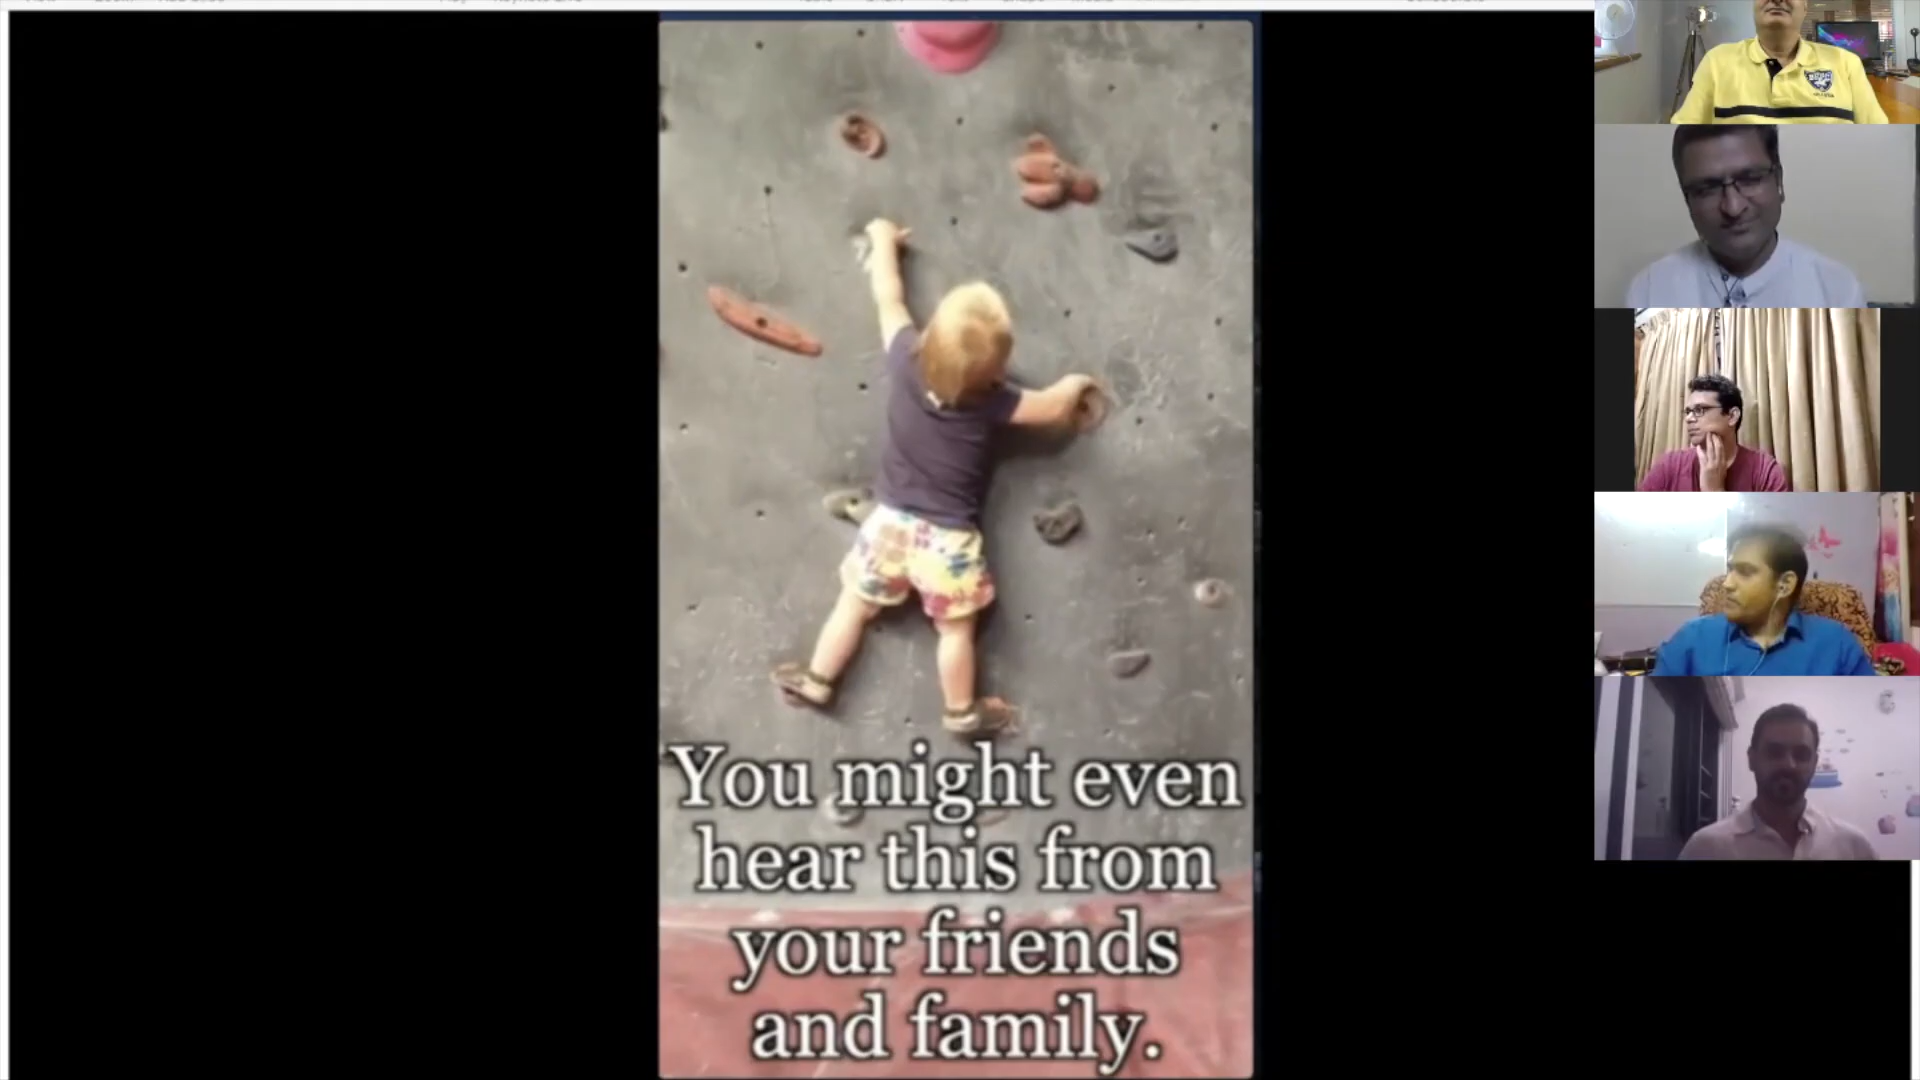 You might even
hear this from
your friends
and family.